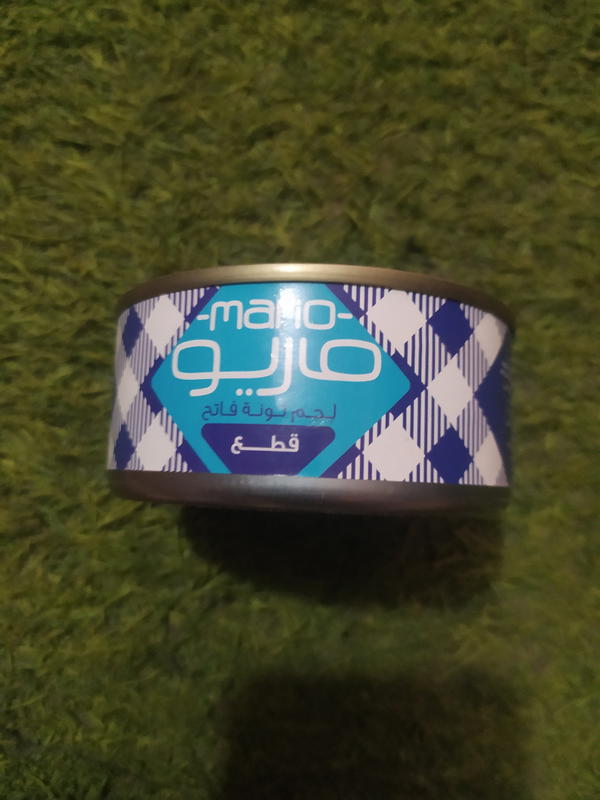 -mario-
ماريو
لحم تونة فاتح
قطع